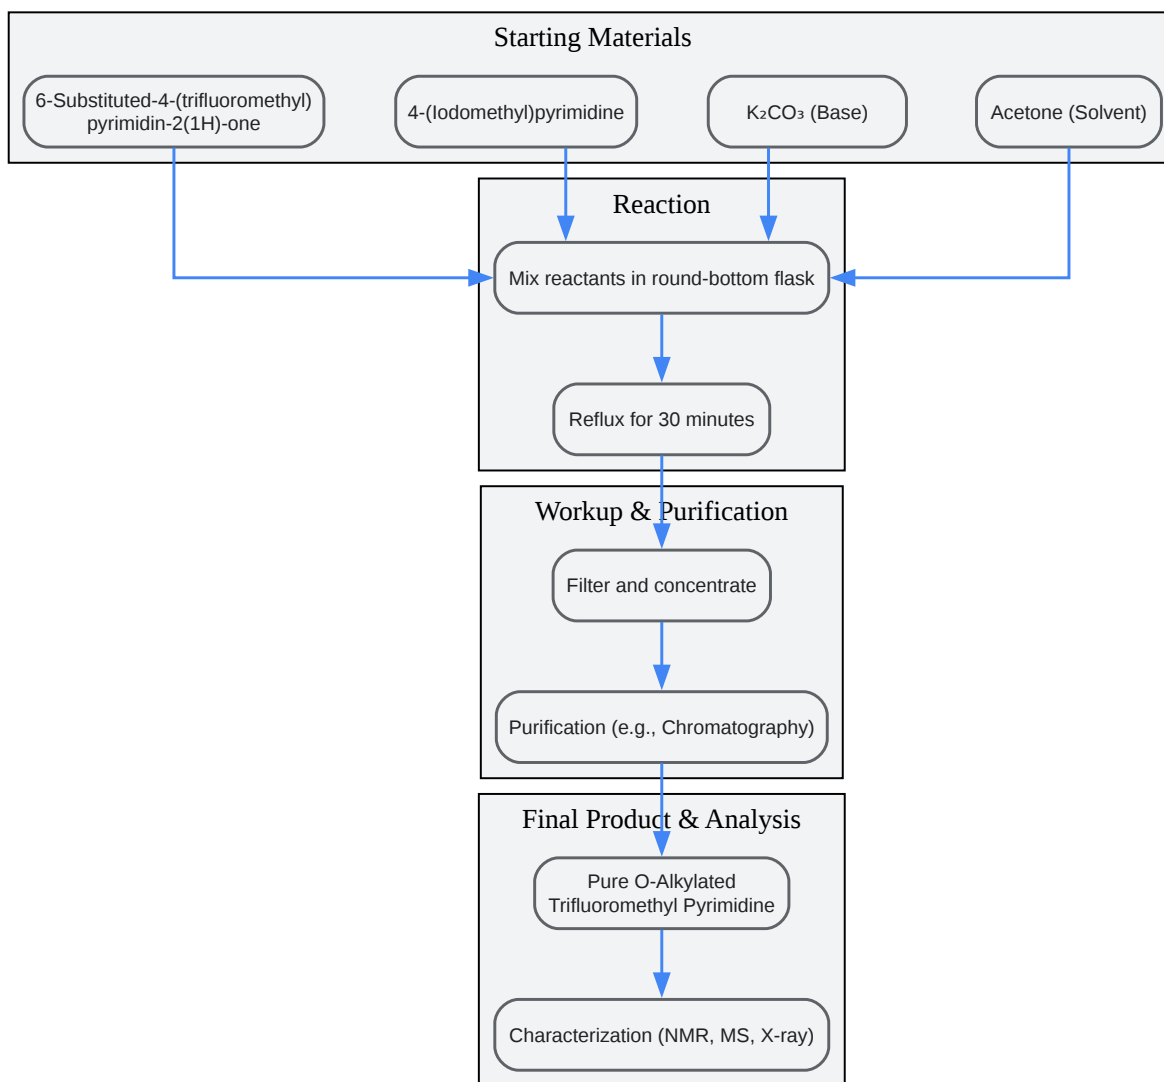 Starting Materials
6-Substituted-4-(trifluoromethyl)
pyrimidin-2(1H)-one
4-(Iodomethyl)pyrimidine
K₂CO₃ (Base)
Acetone (Solvent)
Reaction
Mix reactants in round-bottom flask
Reflux for 30 minutes
Workup & Purification
Filter and concentrate
Purification (e.g., Chromatography)
Final Product & Analysis
Pure O-Alkylated
Trifluoromethyl Pyrimidine
Characterization (NMR, MS, X-ray)